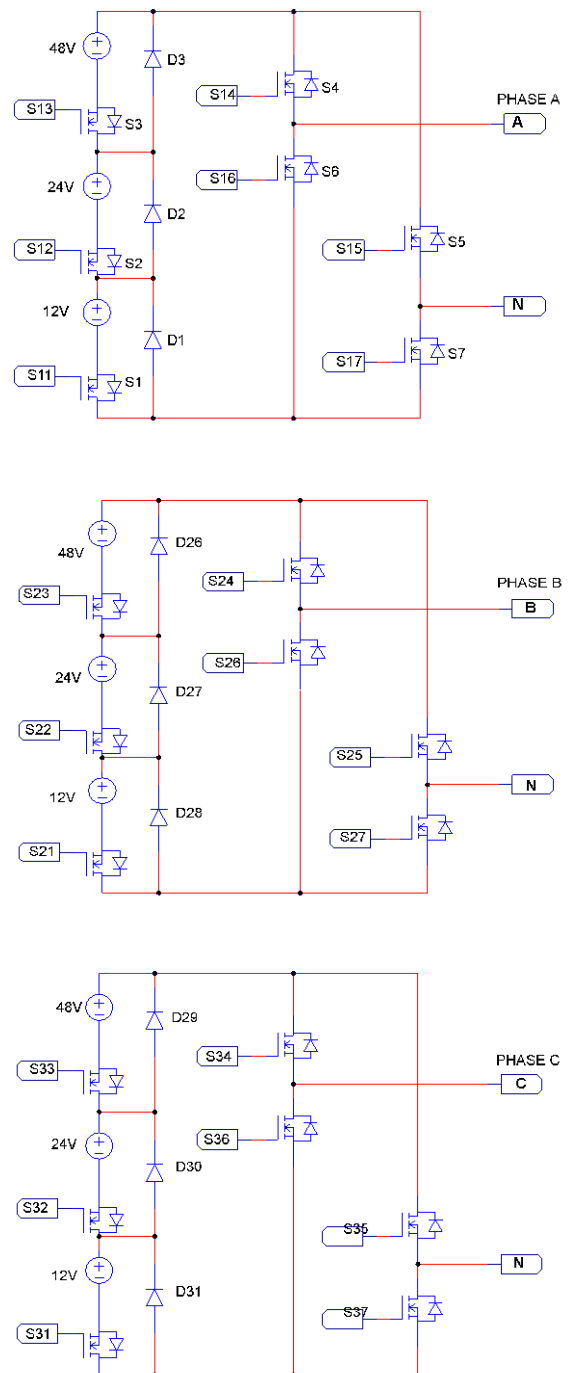 48V
D3
S14
S4
PHASE A
S13
S3
A
24V
D2
S16
S6
S12
S2
S15
S5
12V
D1
N
S11
S1
S17
S7
48V
D26
S23
S24
PHASE B
B
24V
D27
S26
S22
S25
12V
D28
N
S21
S27
48V
D29
S33
S34
PHASE C
C
24V
D30
S36
S32
S35
12V
D31
N
S31
S37